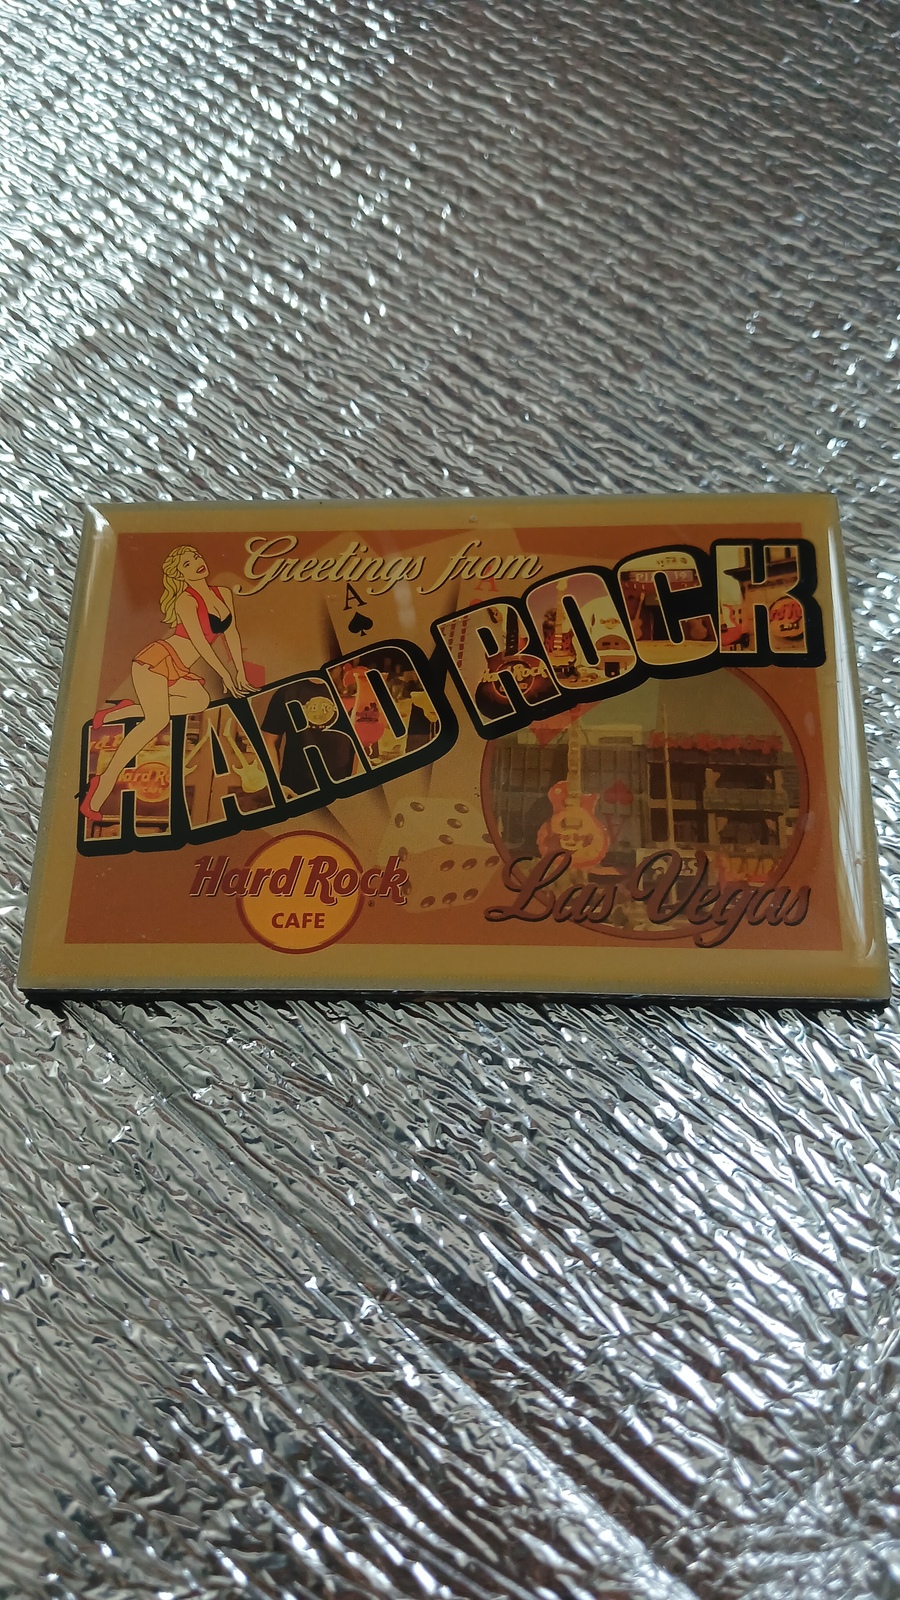 Greetings from
A
A
HARD ROCK
Hard Rock
CAFE
Las Vegas